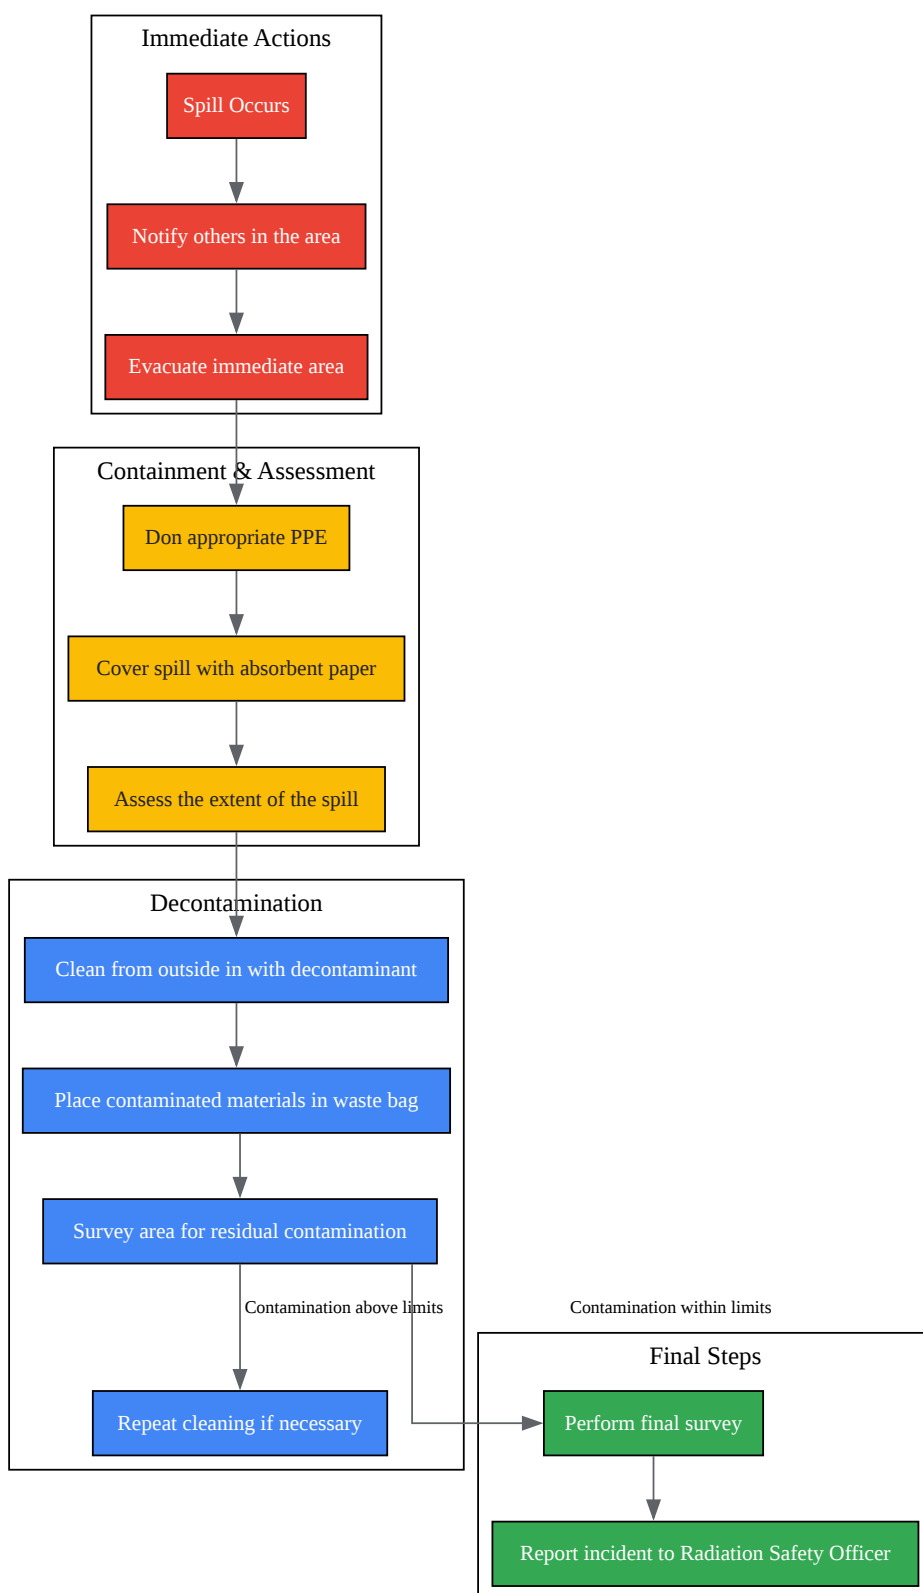 Immediate Actions
Spill Occurs
Notify others in the area
Evacuate immediate area
Containment & Assessment
Don appropriate PPE
Cover spill with absorbent paper
Assess the extent of the spill
Decontamination
Clean from outside in with decontaminant
Place contaminated materials in waste bag
Survey area for residual contamination
Contamination above limits
Contamination within limits
Repeat cleaning if necessary
Final Steps
Perform final survey
Report incident to Radiation Safety Officer